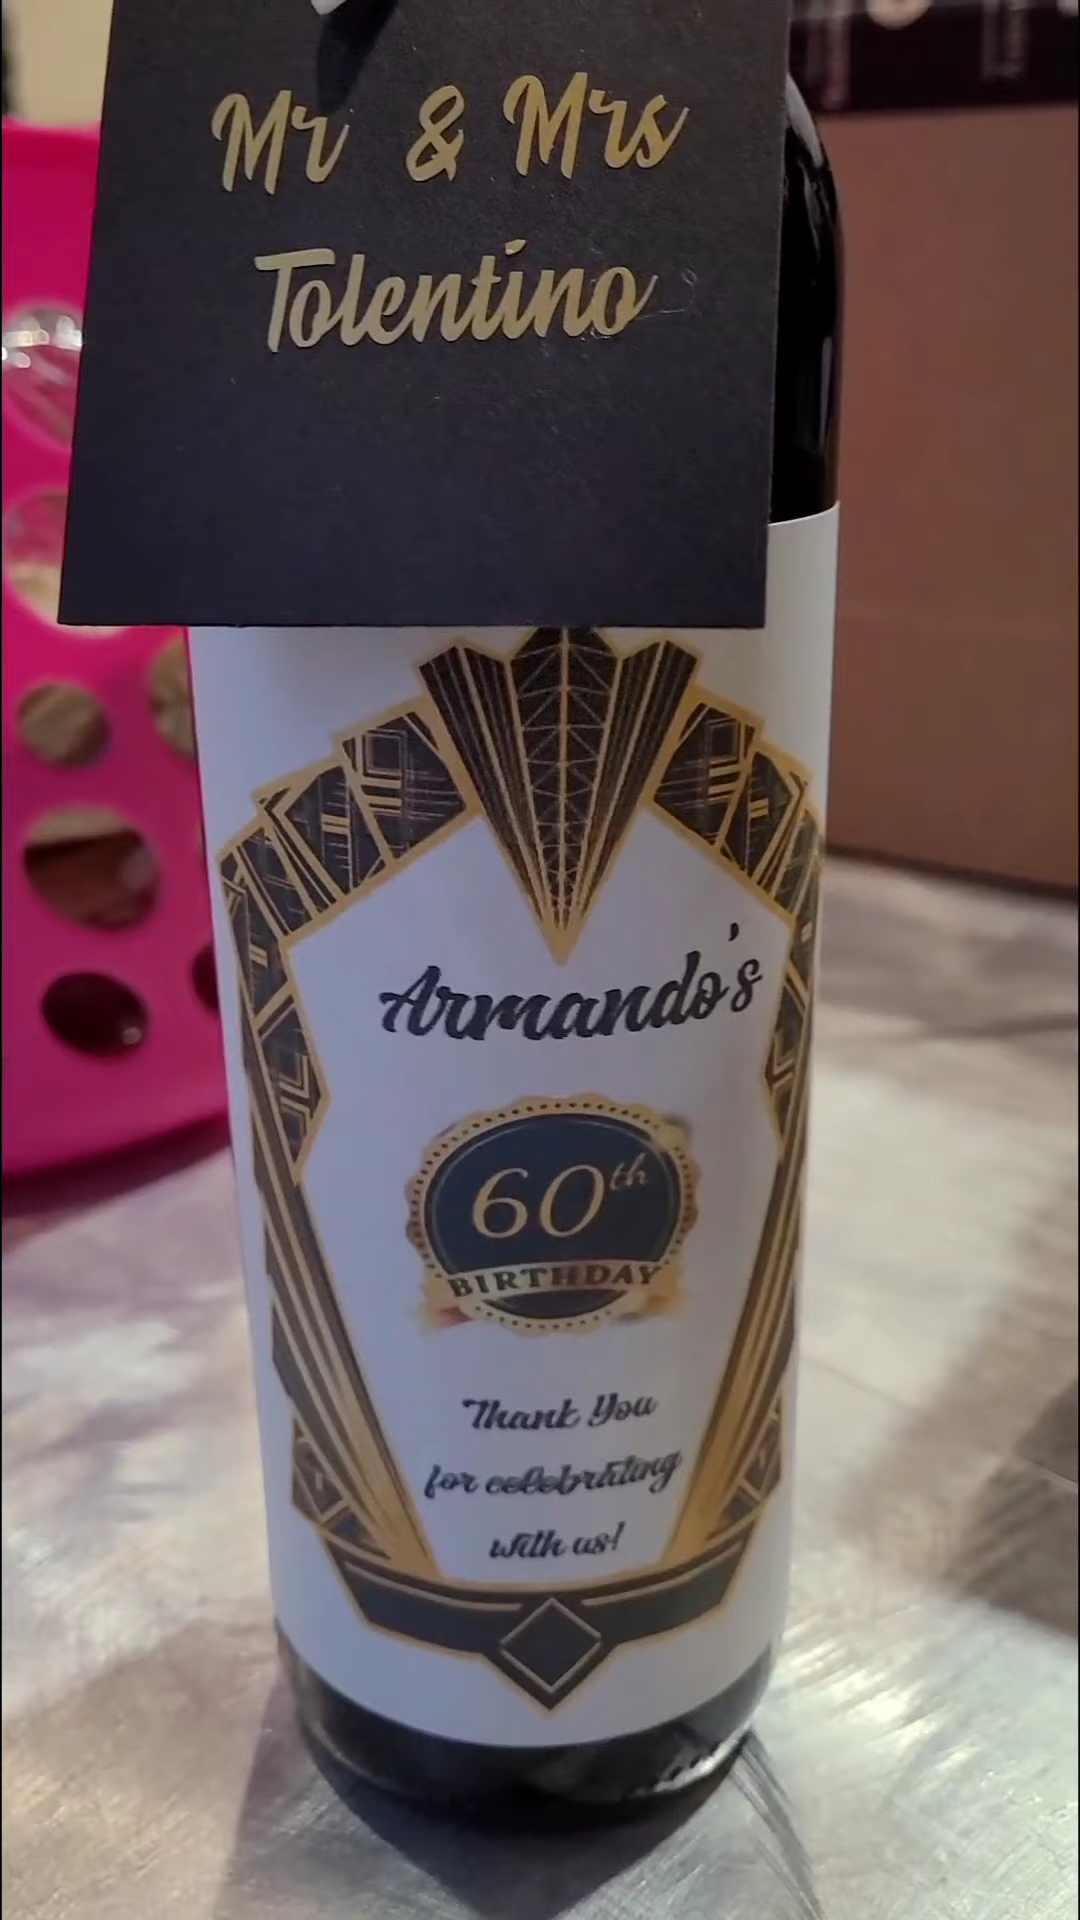 Mr & Mrs
Tolentino
Armando's
60th
BIRTHDAY
Thank You
for celebrating
with us!